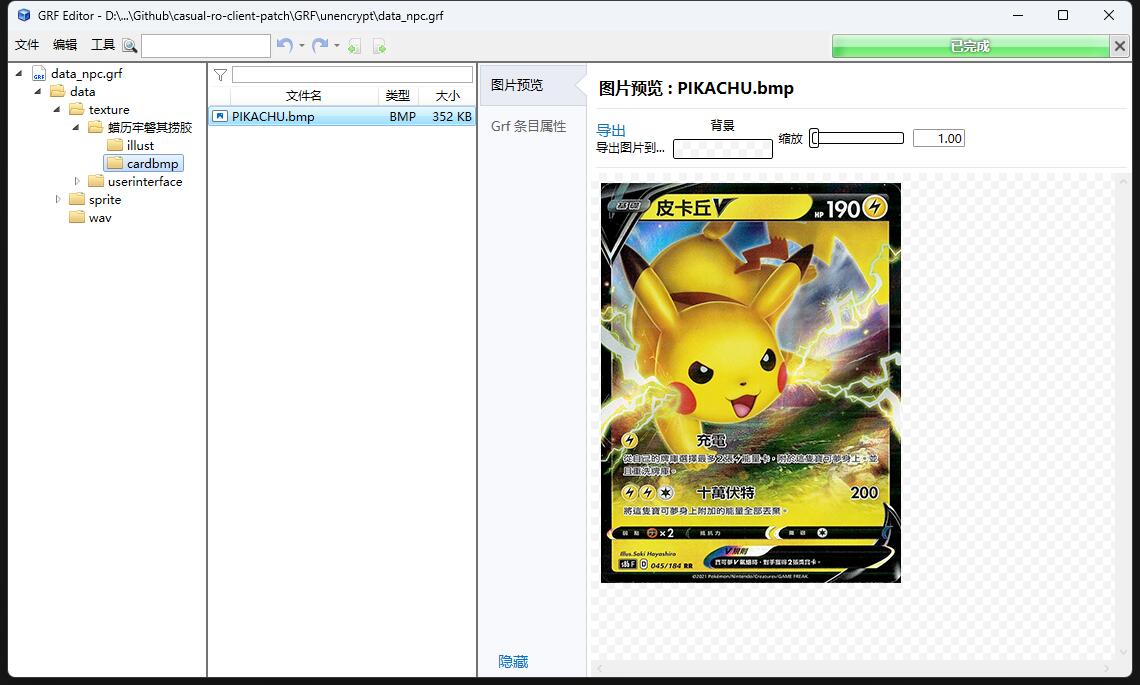 GRF Editor - D:\...\Github\casual-ro-client-patch\GRF\unencrypt\data_npc.grf
文件 编辑 工具
已完成
GRF data_npc.grf
data
texture
蜡历牢磐其捞胶
illust
cardbmp
userinterface
sprite
wav
文件名 类型 大小
PIKACHU.bmp BMP 352 KB
图片预览
Grf 条目属性
隐藏
图片预览 : PIKACHU.bmp
导出
导出图片到...
背景
缩放
1.00
基礎 皮卡丘V HP 190
充電
從自己的牌庫選擇最多2張能量卡，附於這隻寶可夢身上。並
且重洗牌庫。
十萬伏特 200
將這隻寶可夢身上附加的能量全部丟棄。
弱點 ×2 抵抗力 撤退
V規則
寶可夢V氣絕時，對手獲得2張獎賞卡。
Illus.Saki Hayashiro
s8b F D 045/184 RR
©2021 Pokémon/Nintendo/Creatures/GAME FREAK.